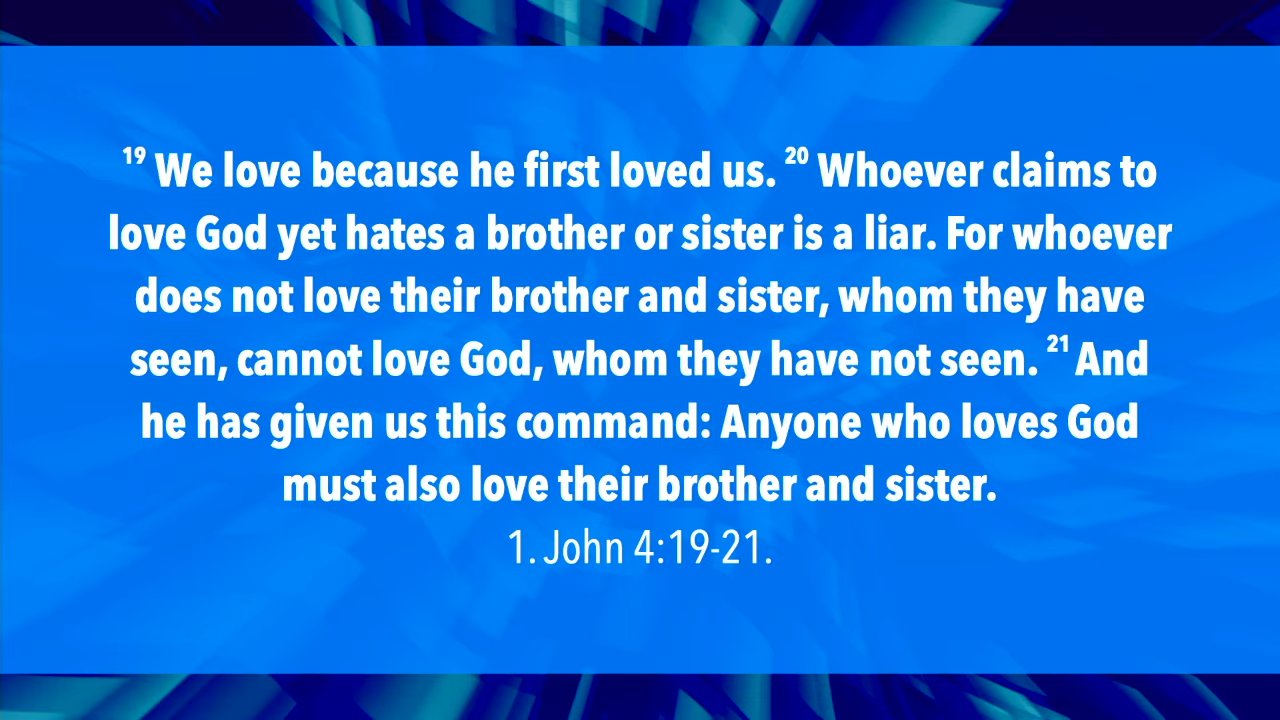 19 We love because he first loved us. 20 Whoever claims to
love God yet hates a brother or sister is a liar. For whoever
does not love their brother and sister, whom they have
seen, cannot love God, whom they have not seen. 21 And
he has given us this command: Anyone who loves God
must also love their brother and sister.
1. John 4:19-21.